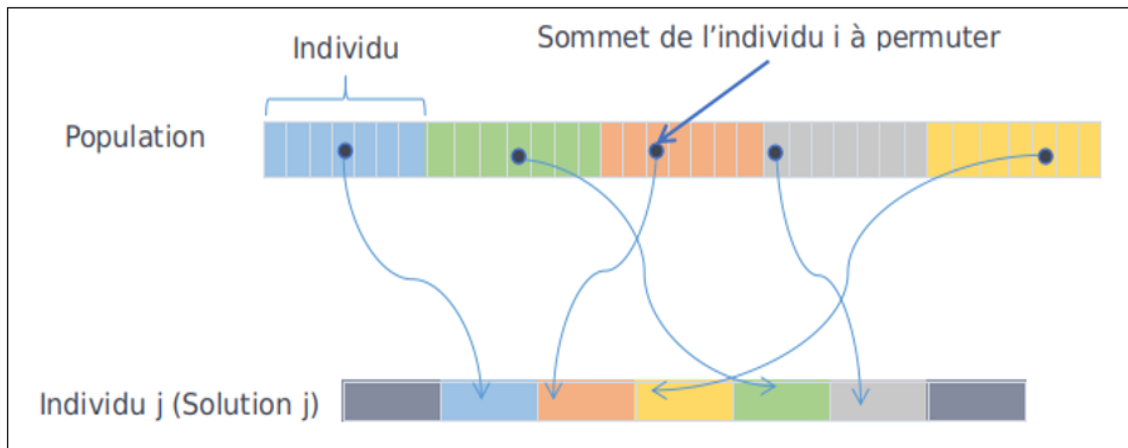 Sommet de l’individu i à permuter
Individu
Population
Individu j (Solution j)